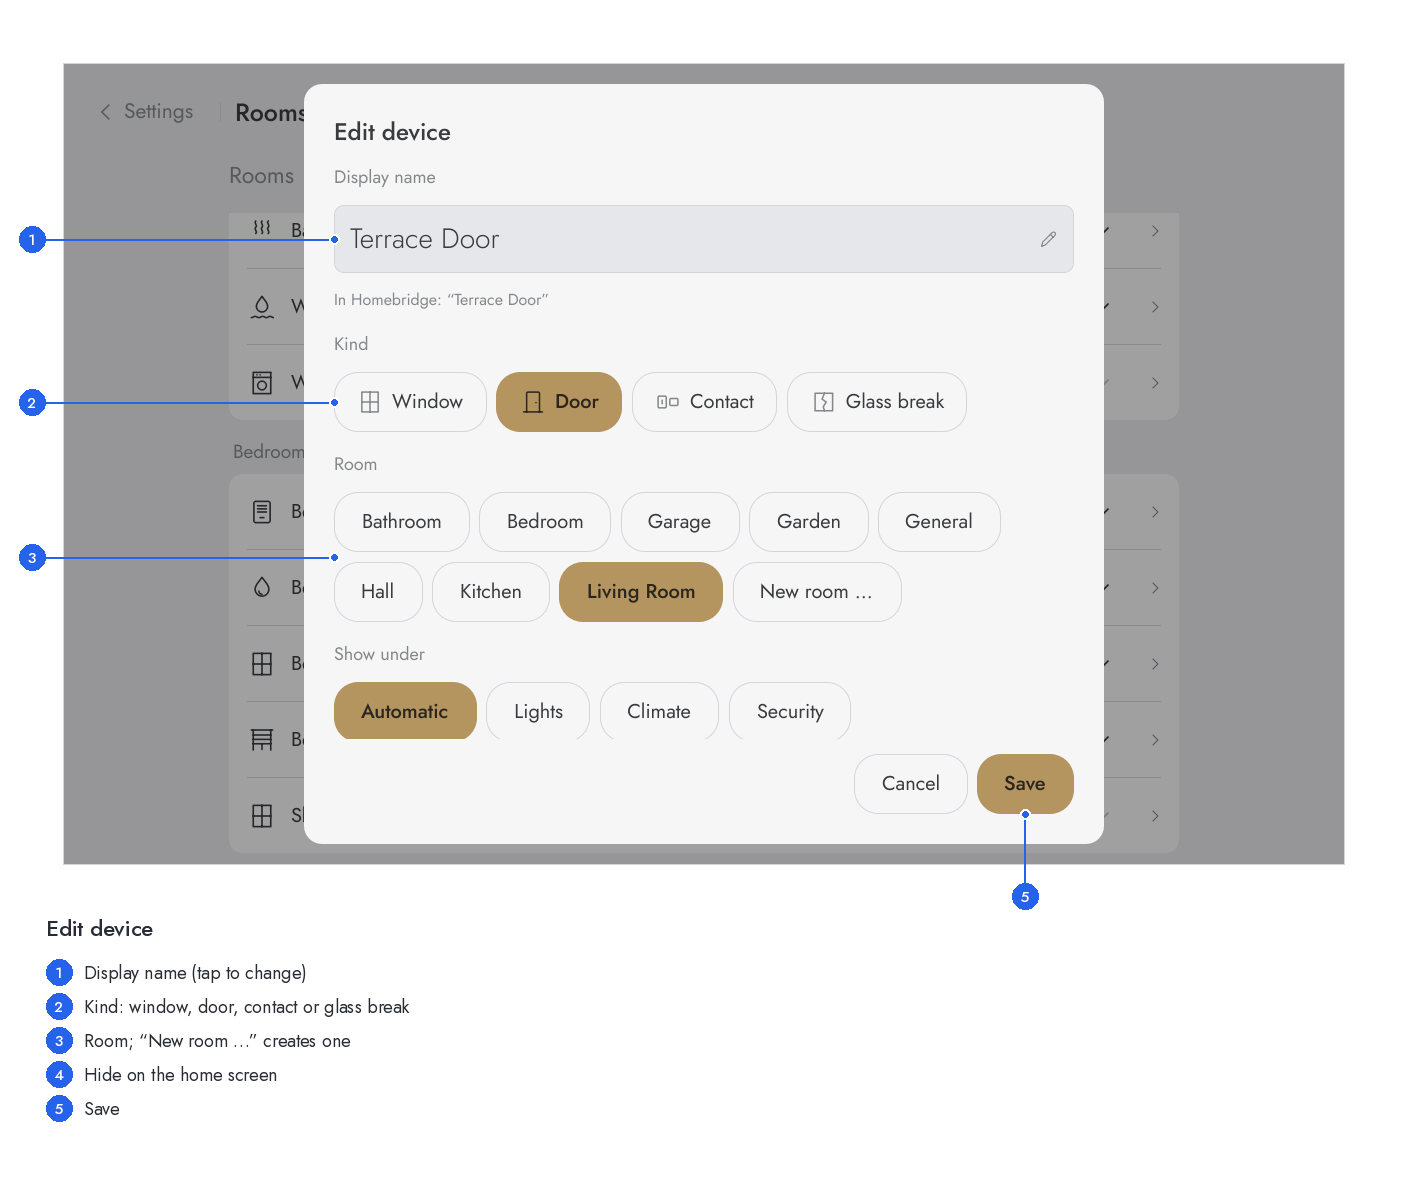 Settings
Rooms
Rooms
Edit device
Display name
1
Terrace Door
In Homebridge: “Terrace Door”
Kind
2
Window
Door
Contact
Glass break
Bedroom
Room
Bathroom
Bedroom
Garage
Garden
General
3
Hall
Kitchen
Living Room
New room ...
Show under
Automatic
Lights
Climate
Security
Cancel
Save
5
Edit device
1 Display name (tap to change)
2 Kind: window, door, contact or glass break
3 Room; “New room ...” creates one
4 Hide on the home screen
5 Save